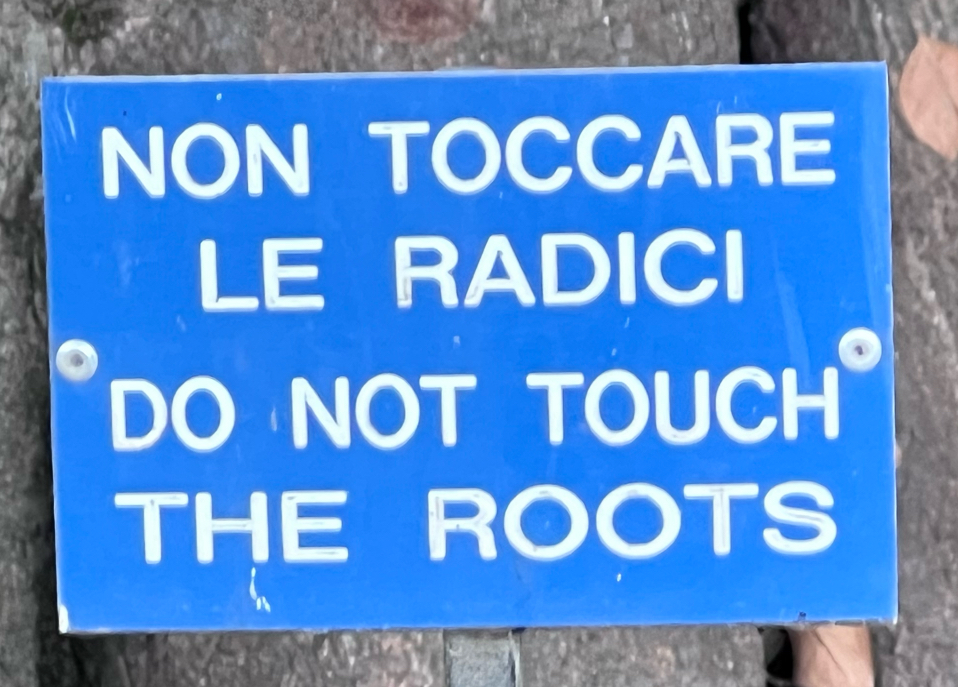 NON TOCCARE
LE RADICI
DO NOT TOUCH
THE ROOTS